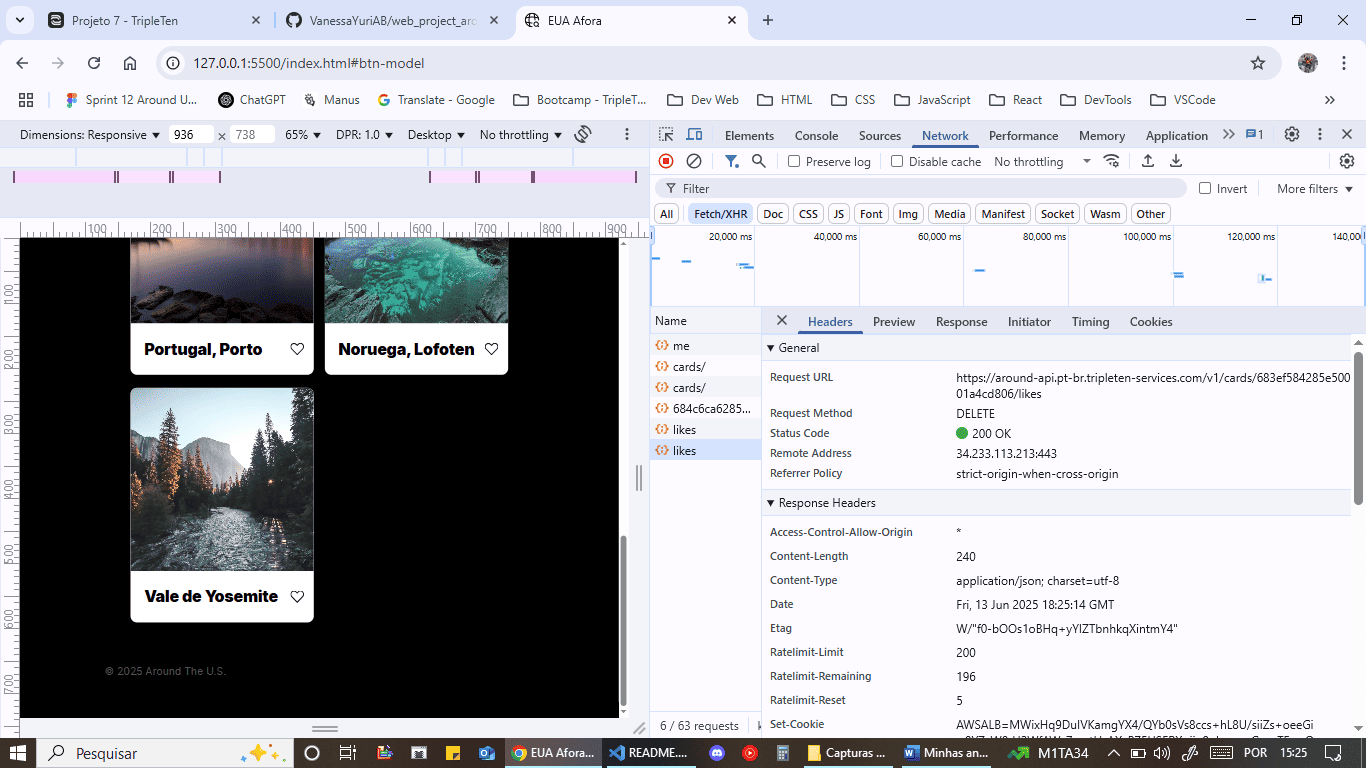 Projeto 7 - TripleTen
VanessaYuriAB/web_project_aro
EUA Afora
127.0.0.1:5500/index.html#btn-model
Sprint 12 Around U... ChatGPT Manus Translate - Google Bootcamp - TripleT... Dev Web HTML CSS JavaScript React DevTools VSCode
Dimensions: Responsive 936 x 738 65% DPR: 1.0 Desktop No throttling
Elements Console Sources Network Performance Memory Application 1
Preserve log Disable cache No throttling
Filter Invert More filters
All Fetch/XHR Doc CSS JS Font Img Media Manifest Socket Wasm Other
100 200 300 400 500 600 700 800 900
20,000 ms 40,000 ms 60,000 ms 80,000 ms 100,000 ms 120,000 ms 140,0
100
200
300
400
500
600
700
Portugal, Porto
Noruega, Lofoten
Vale de Yosemite
© 2025 Around The U.S.
Name
me
cards/
cards/
684c6ca6285...
likes
likes
6 / 63 requests
Headers Preview Response Initiator Timing Cookies
General
Request URL https://around-api.pt-br.tripleten-services.com/v1/cards/683ef584285e500
01a4cd806/likes
Request Method DELETE
Status Code 200 OK
Remote Address 34.233.113.213:443
Referrer Policy strict-origin-when-cross-origin
Response Headers
Access-Control-Allow-Origin *
Content-Length 240
Content-Type application/json; charset=utf-8
Date Fri, 13 Jun 2025 18:25:14 GMT
Etag W/"f0-bOOs1oBHq+yYIZTbnhkqXintmY4"
Ratelimit-Limit 200
Ratelimit-Remaining 196
Ratelimit-Reset 5
Set-Cookie AWSALB=MWixHq9DuIVKamgYX4/QYb0sVs8ccs+hL8U/siiZs+oeeGi
Pesquisar EUA Afora... README.... Capturas ... Minhas an... M1TA34 POR 15:25